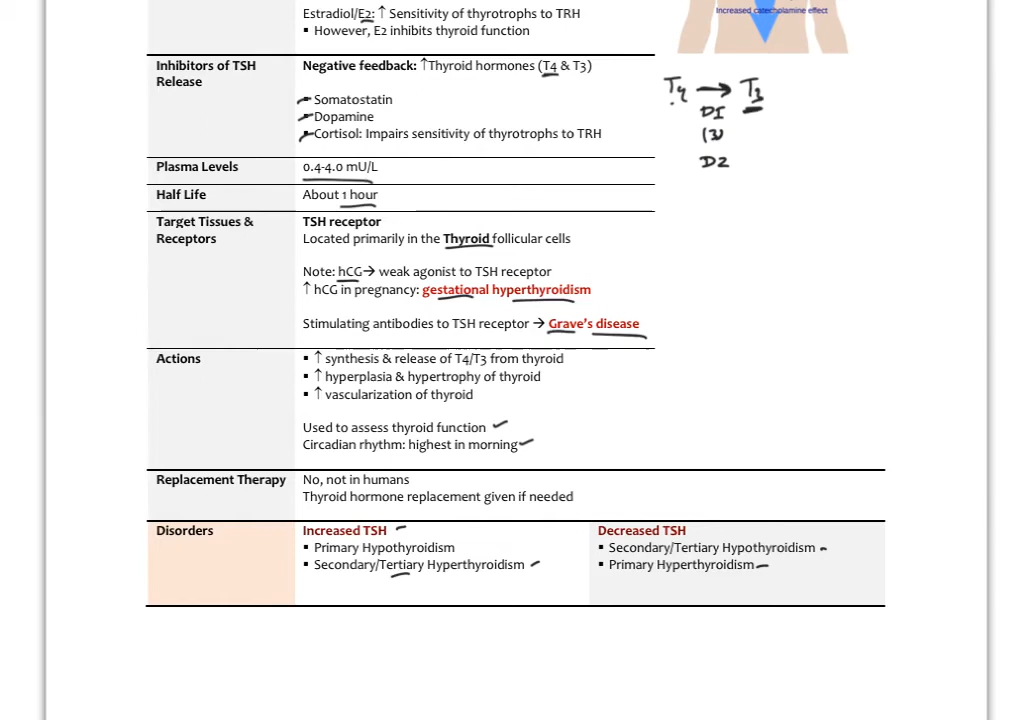 Increased catecholamine effect
Estradiol/E2: ↑ Sensitivity of thyrotrophs to TRH
▪ However, E2 inhibits thyroid function
Inhibitors of TSH Release
Negative feedback: ↑Thyroid hormones (T4 & T3)
Somatostatin
Dopamine
Cortisol: Impairs sensitivity of thyrotrophs to TRH
T4 → T3
D1
D2
Plasma Levels
0.4-4.0 mU/L
Half Life
About 1 hour
Target Tissues &
Receptors
TSH receptor
Located primarily in the Thyroid follicular cells
Note: hCG→ weak agonist to TSH receptor
↑ hCG in pregnancy: gestational hyperthyroidism
Stimulating antibodies to TSH receptor → Grave's disease
Actions
▪ ↑ synthesis & release of T4/T3 from thyroid
▪ ↑ hyperplasia & hypertrophy of thyroid
▪ ↑ vascularization of thyroid
Used to assess thyroid function
Circadian rhythm: highest in morning
Replacement Therapy
No, not in humans
Thyroid hormone replacement given if needed
Disorders
Increased TSH
▪ Primary Hypothyroidism
▪ Secondary/Tertiary Hyperthyroidism
Decreased TSH
▪ Secondary/Tertiary Hypothyroidism
▪ Primary Hyperthyroidism